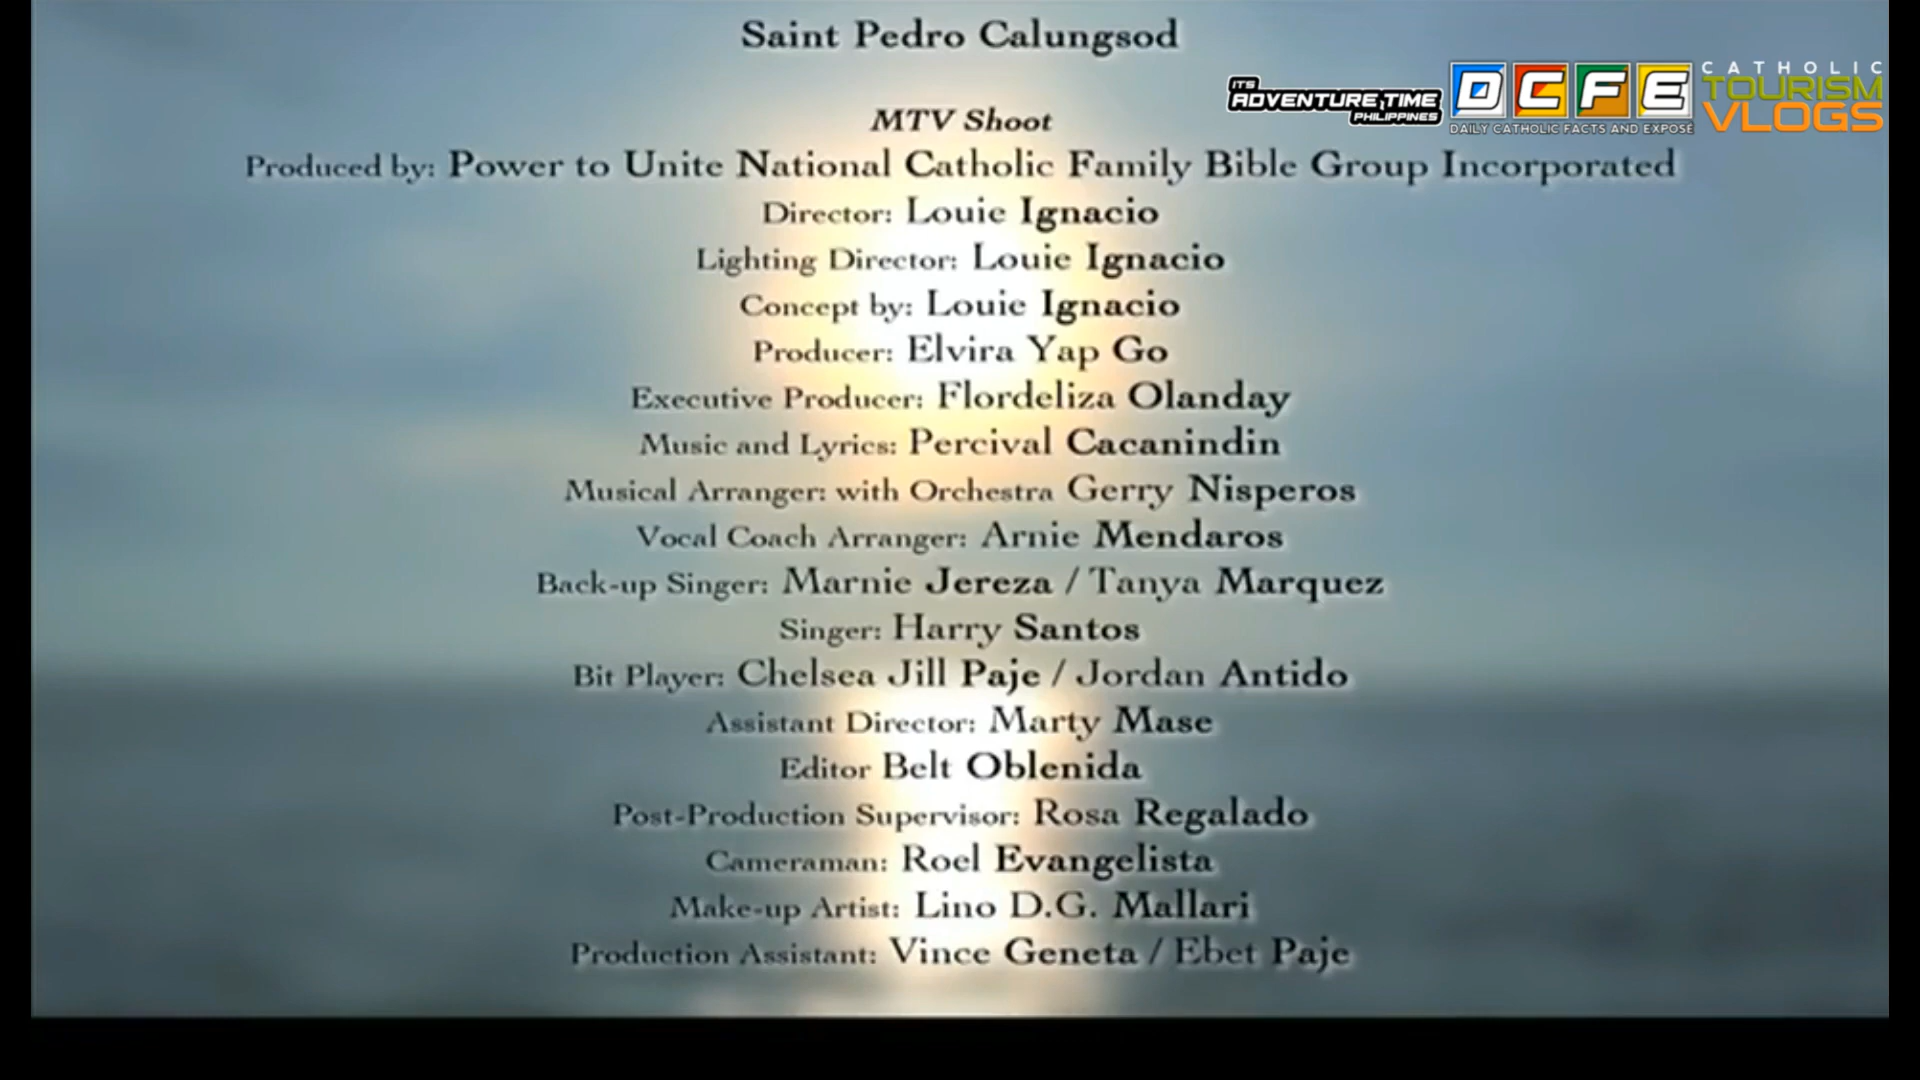 Saint Pedro Calungsod
ITS
ADVENTURE TIME
PHILIPPINES
DCFE
DAILY CATHOLIC FACTS AND EXPOSE
CATHOLIC
TOURISM
VLOGS
MTV Shoot
Produced by: Power to Unite National Catholic Family Bible Group Incorporated
Director: Louie Ignacio
Lighting Director: Louie Ignacio
Concept by: Louie Ignacio
Producer: Elvira Yap Go
Executive Producer: Flordeliza Olanday
Music and Lyrics: Percival Cacanindin
Musical Arranger: with Orchestra Gerry Nisperos
Vocal Coach Arranger: Arnie Mendaros
Back-up Singer: Marnie Jereza / Tanya Marquez
Singer: Harry Santos
Bit Player: Chelsea Jill Paje / Jordan Antido
Assistant Director: Marty Mase
Editor Belt Oblenida
Post-Production Supervisor: Rosa Regalado
Cameraman: Roel Evangelista
Make-up Artist: Lino D.G. Mallari
Production Assistant: Vince Geneta / Ebet Paje